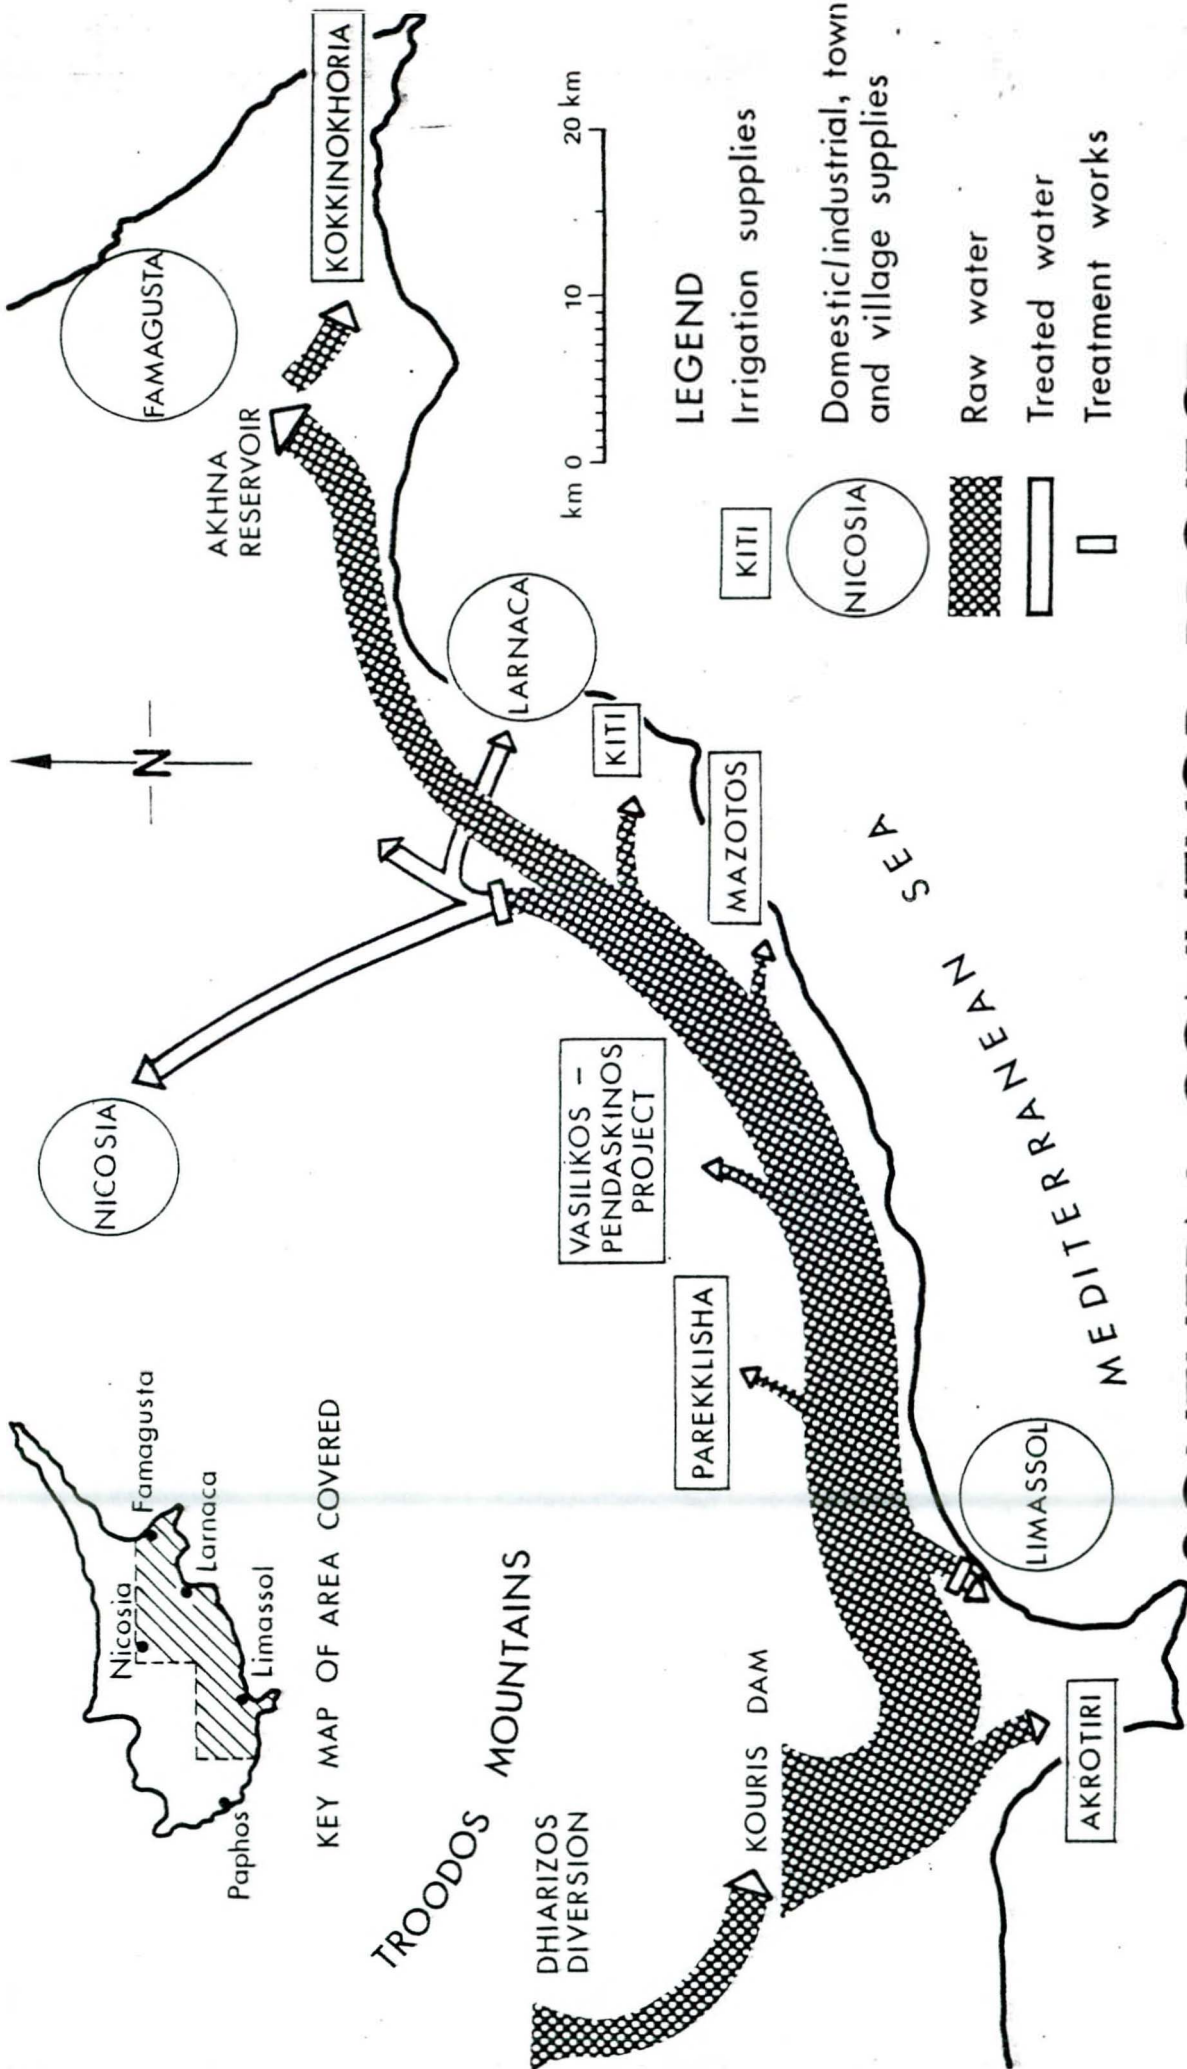 KEY MAP OF AREA COVERED
Nicosia
Famagusta
Larnaca
Limassol
Paphos
N
NICOSIA
FAMAGUSTA
AKHNA
RESERVOIR
KOKKINOKHORIA
LARNACA
KITI
MAZOTOS
VASILIKOS –
PENDASKINOS
PROJECT
PAREKKLISHA
TROODOS
MOUNTAINS
DHIARIZOS
DIVERSION
KOURIS DAM
AKROTIRI
LIMASSOL
MEDITERRANEAN SEA
km 0 10 20 km
LEGEND
KITI Irrigation supplies
NICOSIA Domestic/industrial, town
and village supplies
Raw water
Treated water
Treatment works